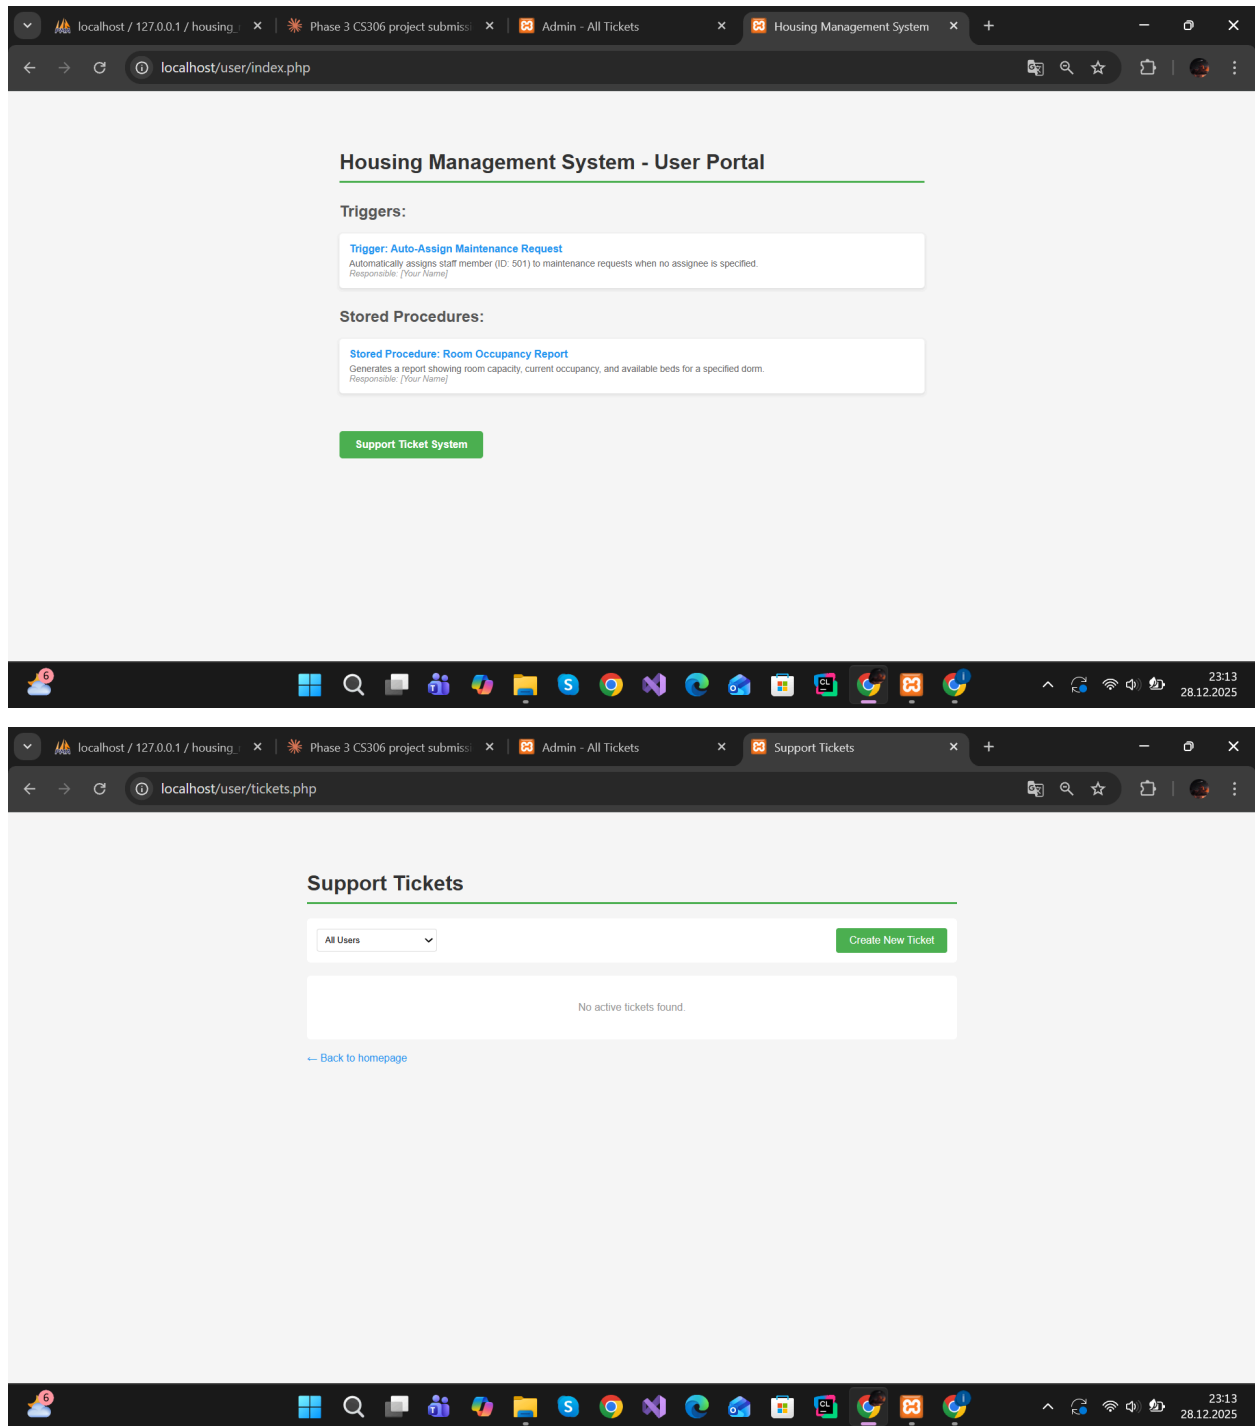 localhost / 127.0.0.1 / housing_
Phase 3 CS306 project submiss
Admin - All Tickets
Housing Management System
localhost/user/index.php
Housing Management System - User Portal
Triggers:
Trigger: Auto-Assign Maintenance Request
Automatically assigns staff member (ID: 501) to maintenance requests when no assignee is specified.
Responsible: [Your Name]
Stored Procedures:
Stored Procedure: Room Occupancy Report
Generates a report showing room capacity, current occupancy, and available beds for a specified dorm.
Responsible: [Your Name]
Support Ticket System
6
CL
23:13
28.12.2025
localhost / 127.0.0.1 / housing_
Phase 3 CS306 project submiss
Admin - All Tickets
Support Tickets
localhost/user/tickets.php
Support Tickets
All Users
Create New Ticket
No active tickets found.
← Back to homepage
6
CL
23:13
28.12.2025